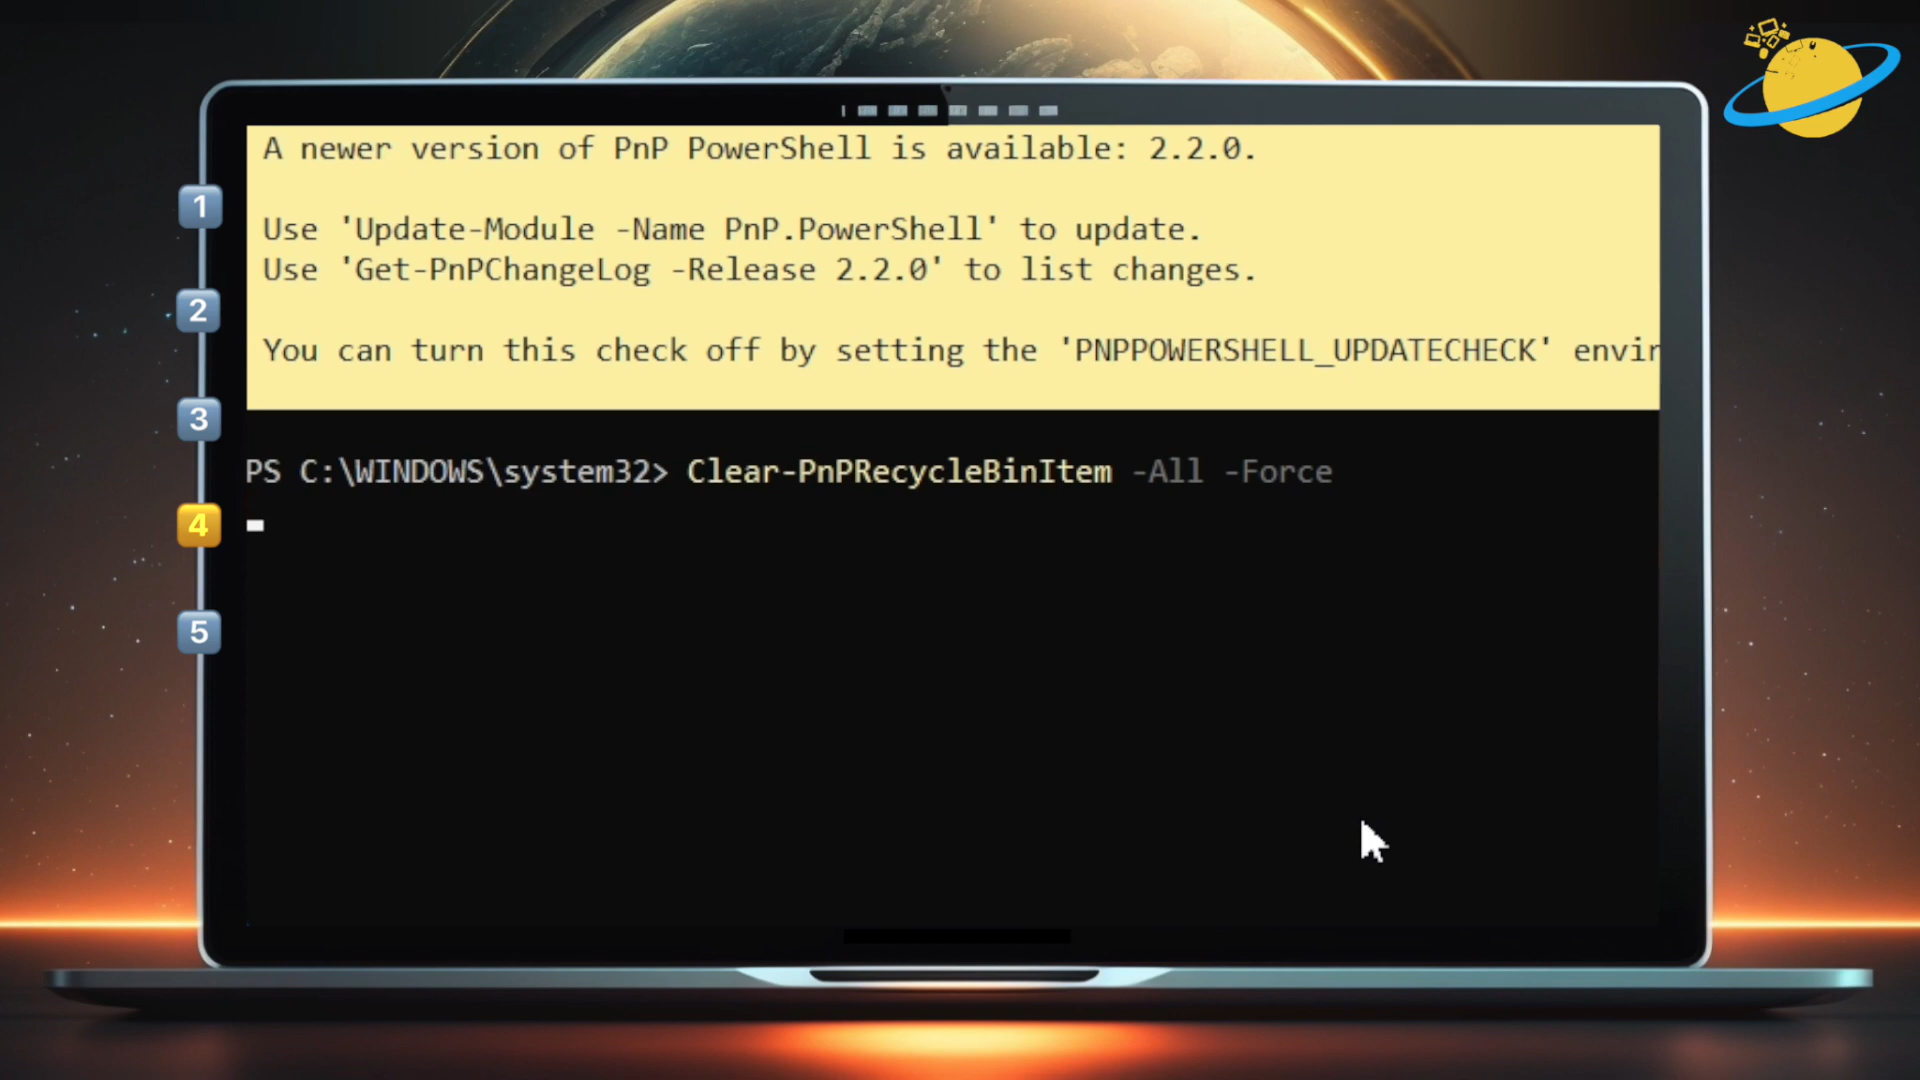 A newer version of PnP PowerShell is available: 2.2.0.
Use 'Update-Module -Name PnP.PowerShell' to update.
Use 'Get-PnPChangeLog -Release 2.2.0' to list changes.
You can turn this check off by setting the 'PNPPOWERSHELL_UPDATECHECK' envir
PS C:\WINDOWS\system32> Clear-PnPRecycleBinItem -All -Force
1
2
3
4
5